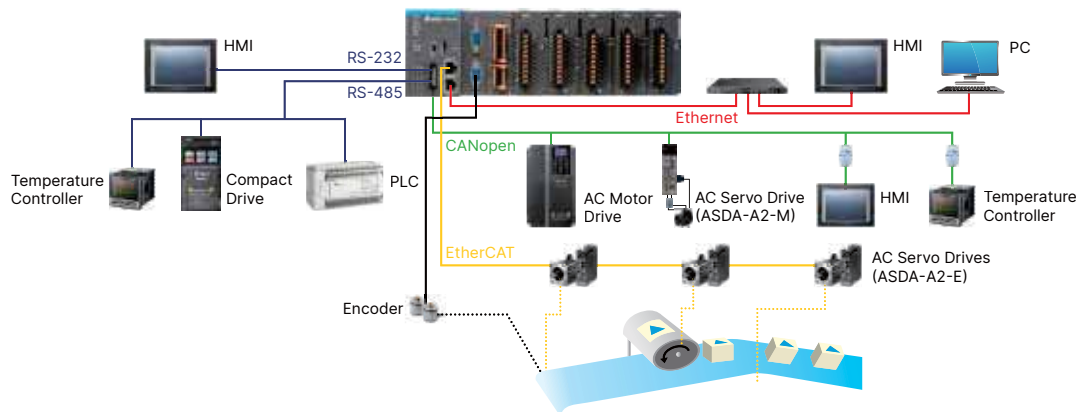 HMI
RS-232
RS-485
HMI
PC
Ethernet
CANopen
Temperature
Controller
Compact
Drive
PLC
AC Motor
Drive
AC Servo Drive
(ASDA-A2-M)
HMI
Temperature
Controller
EtherCAT
AC Servo Drives
(ASDA-A2-E)
Encoder